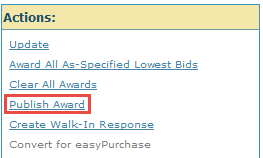 Actions:
Update
Award All As-Specified Lowest Bids
Clear All Awards
Publish Award
Create Walk-In Response
Convert for easyPurchase